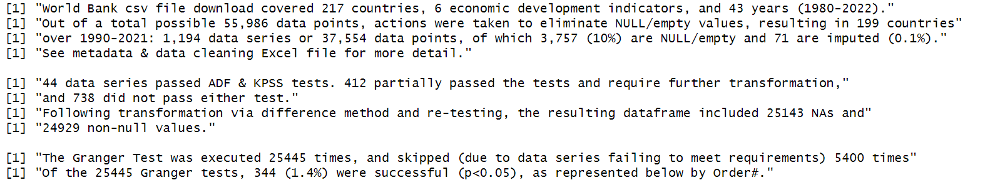 [1] "World Bank csv file download covered 217 countries, 6 economic development indicators, and 43 years (1980-2022)."
[1] "Out of a total possible 55,986 data points, actions were taken to eliminate NULL/empty values, resulting in 199 countries"
[1] "over 1990-2021: 1,194 data series or 37,554 data points, of which 3,757 (10%) are NULL/empty and 71 are imputed (0.1%)."
[1] "See metadata & data cleaning Excel file for more detail."
[1] "44 data series passed ADF & KPSS tests. 412 partially passed the tests and require further transformation,"
[1] "and 738 did not pass either test."
[1] "Following transformation via difference method and re-testing, the resulting dataframe included 25143 NAs and"
[1] "24929 non-null values."
[1] "The Granger Test was executed 25445 times, and skipped (due to data series failing to meet requirements) 5400 times"
[1] "Of the 25445 Granger tests, 344 (1.4%) were successful (p<0.05), as represented below by Order#."